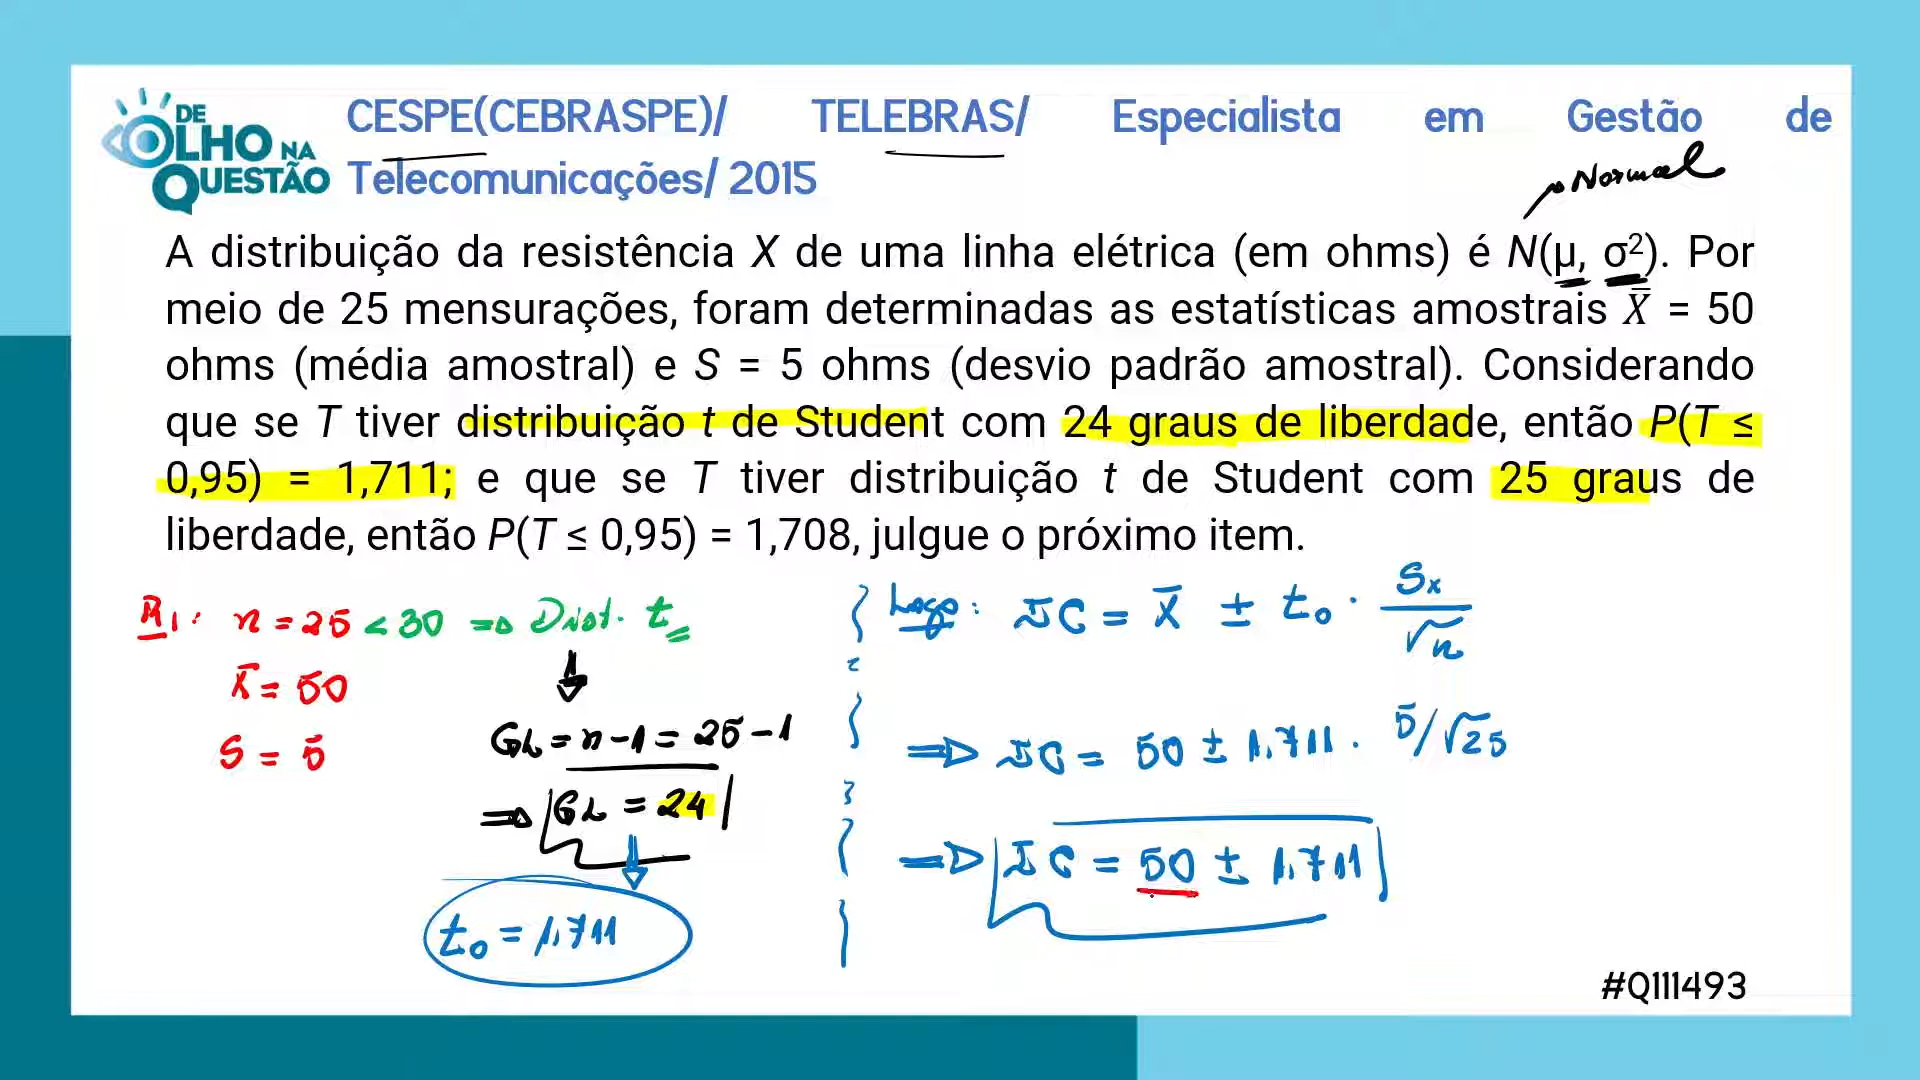 DE
OLHO NA
QUESTÃO
CESPE(CEBRASPE)/ TELEBRAS/ Especialista em Gestão de
Telecomunicações/ 2015
Normal
A distribuição da resistência X de uma linha elétrica (em ohms) é N(μ, σ²). Por
meio de 25 mensurações, foram determinadas as estatísticas amostrais X̄ = 50
ohms (média amostral) e S = 5 ohms (desvio padrão amostral). Considerando
que se T tiver distribuição t de Student com 24 graus de liberdade, então P(T ≤
0,95) = 1,711; e que se T tiver distribuição t de Student com 25 graus de
liberdade, então P(T ≤ 0,95) = 1,708, julgue o próximo item.
n = 25 < 30 ⇒ Dist. t
X̄ = 50
S = 5
GL = n - 1 = 25 - 1
⇒ GL = 24
t₀ = 1,711
Logo: IC = X̄ ± t₀ · Sx/√n
⇒ IC = 50 ± 1,711 · 5/√25
⇒ IC = 50 ± 1,711
#Q111493